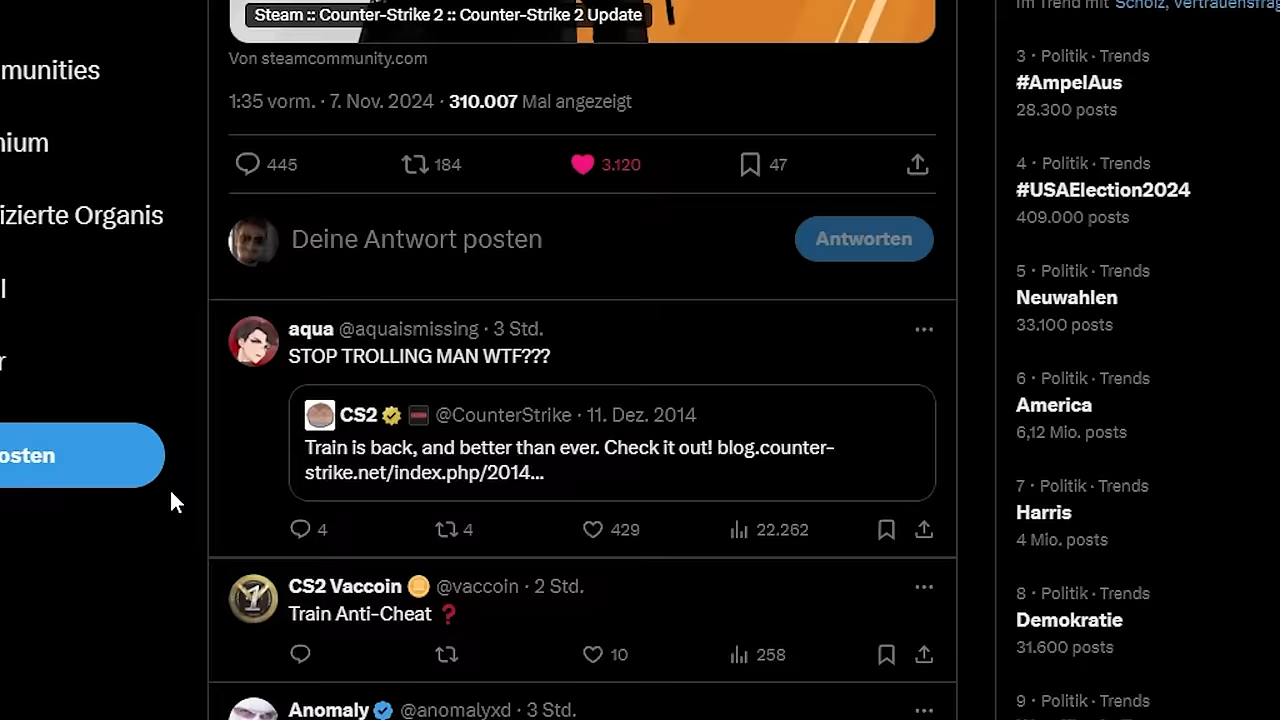 Steam :: Counter-Strike 2 :: Counter-Strike 2 Update
Von steamcommunity.com
1:35 vorm. · 7. Nov. 2024 · 310.007 Mal angezeigt
445 184 3.120 47
Deine Antwort posten
Antworten
aqua @aquaismissing · 3 Std.
STOP TROLLING MAN WTF???
CS2 @CounterStrike · 11. Dez. 2014
Train is back, and better than ever. Check it out! blog.counter-
strike.net/index.php/2014...
4 4 429 22.262
CS2 Vaccoin @vaccoin · 2 Std.
Train Anti-Cheat ❓
10 258
Anomaly @anomalyxd · 3 Std.
munities
nium
izierte Organis
l
r
osten
Im Trend mit Scholz, Vertrauensfrag
3 · Politik · Trends
#AmpelAus
28.300 posts
4 · Politik · Trends
#USAElection2024
409.000 posts
5 · Politik · Trends
Neuwahlen
33.100 posts
6 · Politik · Trends
America
6,12 Mio. posts
7 · Politik · Trends
Harris
4 Mio. posts
8 · Politik · Trends
Demokratie
31.600 posts
9 · Politik · Trends